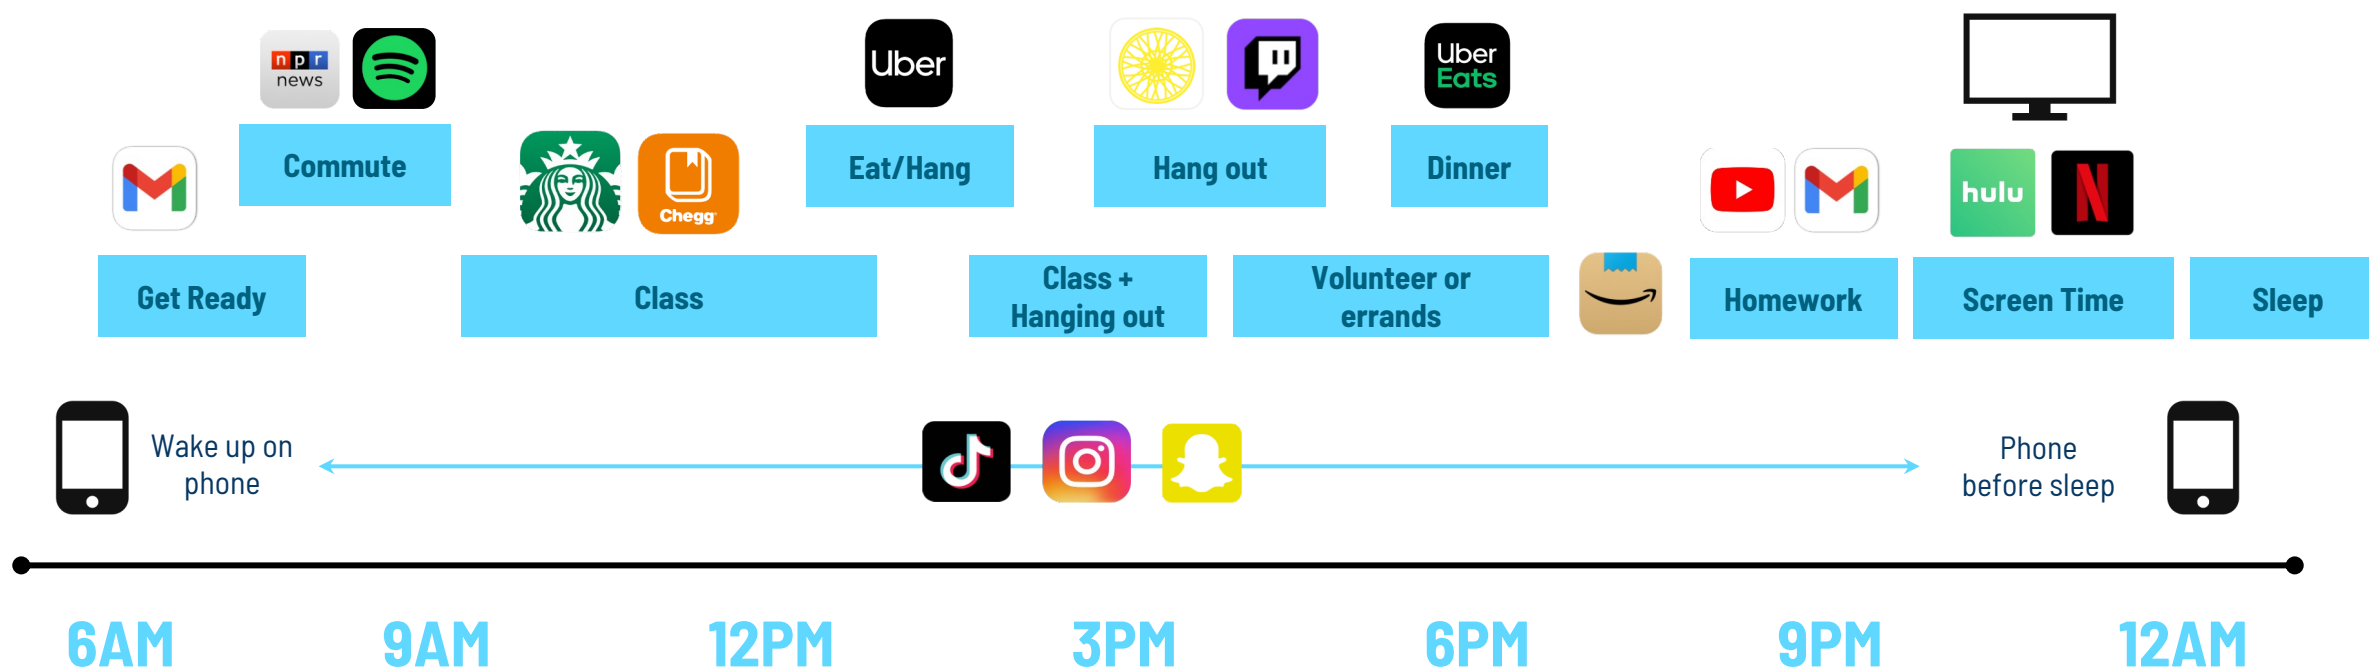 npr
news
Uber
Uber
Eats
Commute
Eat/Hang
Hang out
Dinner
Chegg
hulu
N
Get Ready
Class
Class +
Hanging out
Volunteer or
errands
Homework
Screen Time
Sleep
Wake up on
phone
Phone
before sleep
6AM
9AM
12PM
3PM
6PM
9PM
12AM